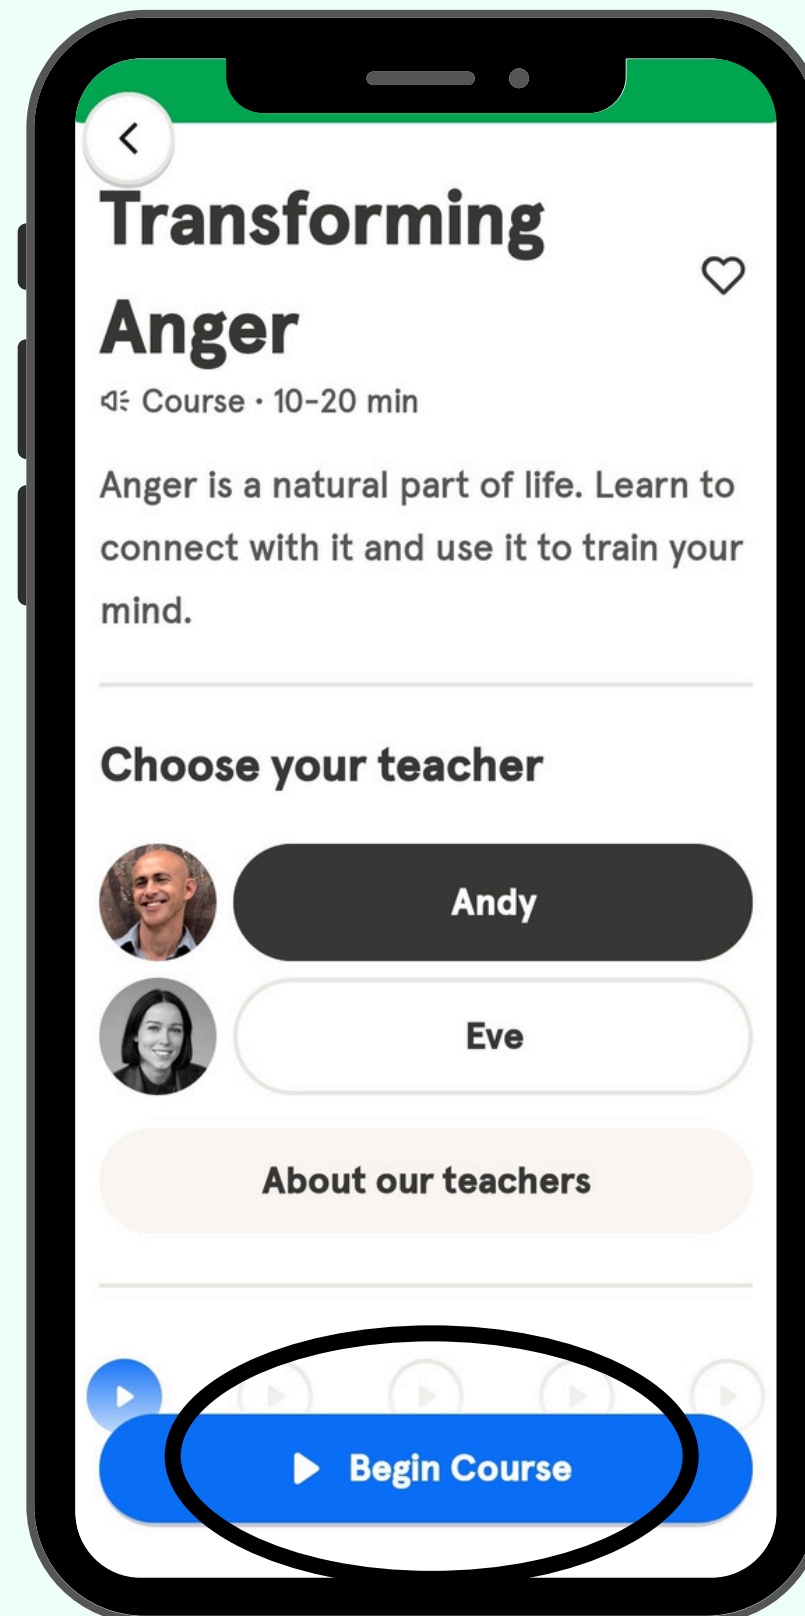 Transforming
Anger
Course · 10-20 min
Anger is a natural part of life. Learn to
connect with it and use it to train your
mind.
Choose your teacher
Andy
Eve
About our teachers
Begin Course